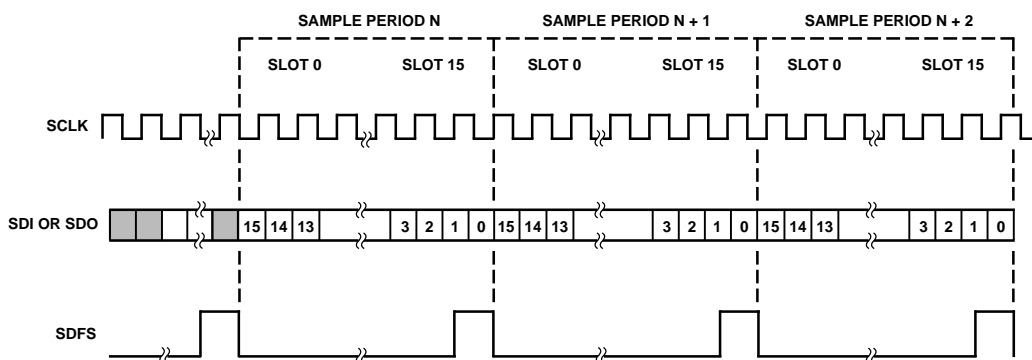 SAMPLE PERIOD N SAMPLE PERIOD N + 1 SAMPLE PERIOD N + 2
SLOT 0 SLOT 15 SLOT 0 SLOT 15 SLOT 0 SLOT 15
SCLK
SDI OR SDO 15 14 13 3 2 1 0 15 14 13 3 2 1 0 15 14 13 3 2 1 0
SDFS